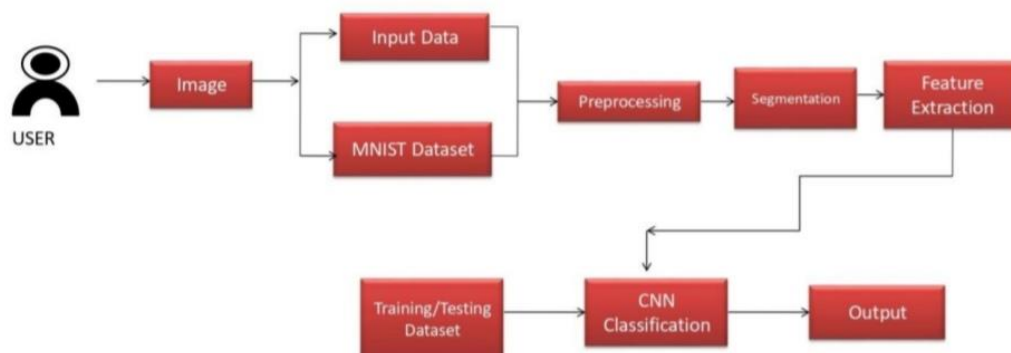 USER
Image
Input Data
MNIST Dataset
Preprocessing
Segmentation
Feature
Extraction
Training/Testing
Dataset
CNN
Classification
Output